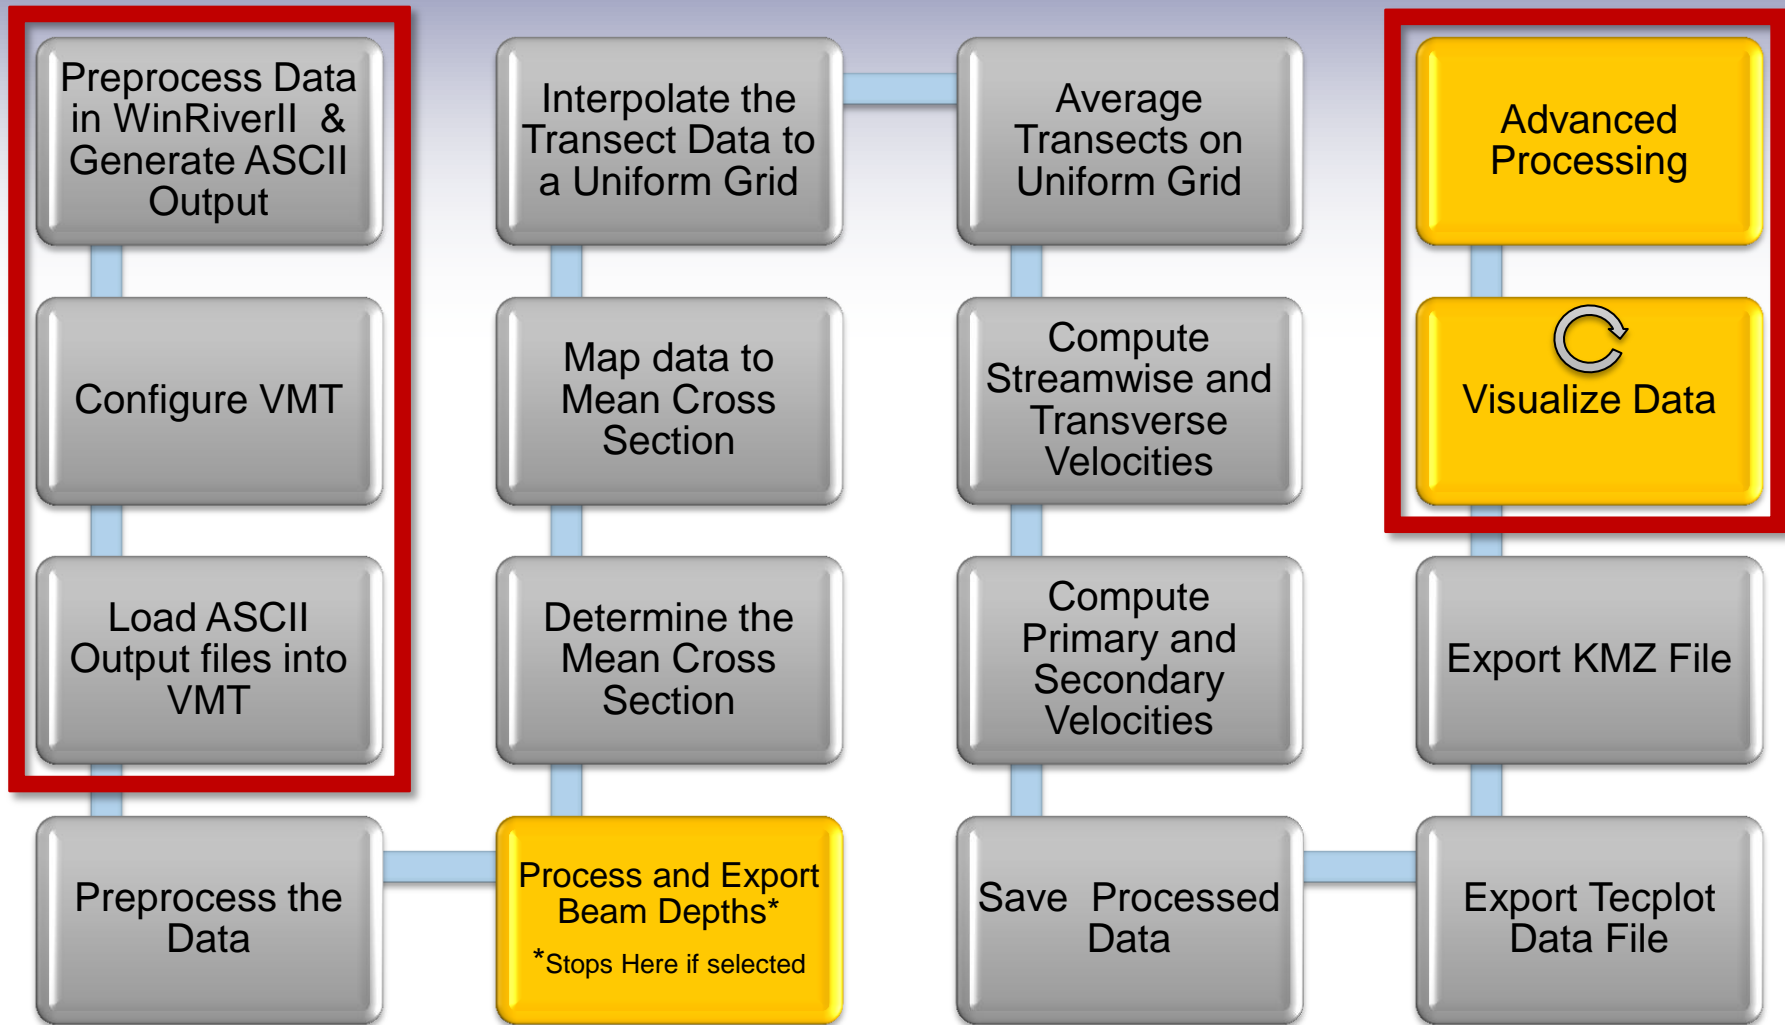 Preprocess Data
in WinRiverII &
Generate ASCII
Output
Configure VMT
Load ASCII
Output files into
VMT
Preprocess the
Data
Process and Export
Beam Depths*
*Stops Here if selected
Determine the
Mean Cross
Section
Map data to
Mean Cross
Section
Interpolate the
Transect Data to
a Uniform Grid
Average
Transects on
Uniform Grid
Compute
Streamwise and
Transverse
Velocities
Compute
Primary and
Secondary
Velocities
Save Processed
Data
Export Tecplot
Data File
Export KMZ File
Visualize Data
Advanced
Processing